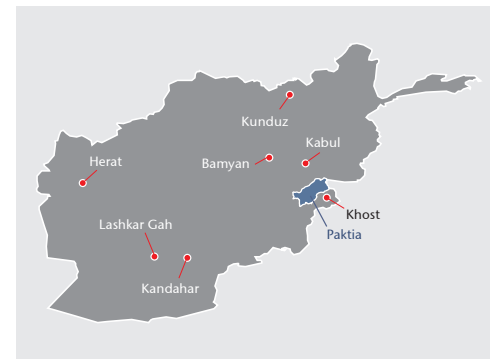 Kunduz
Kabul
Herat
Bamyan
Khost
Lashkar Gah
Paktia
Kandahar